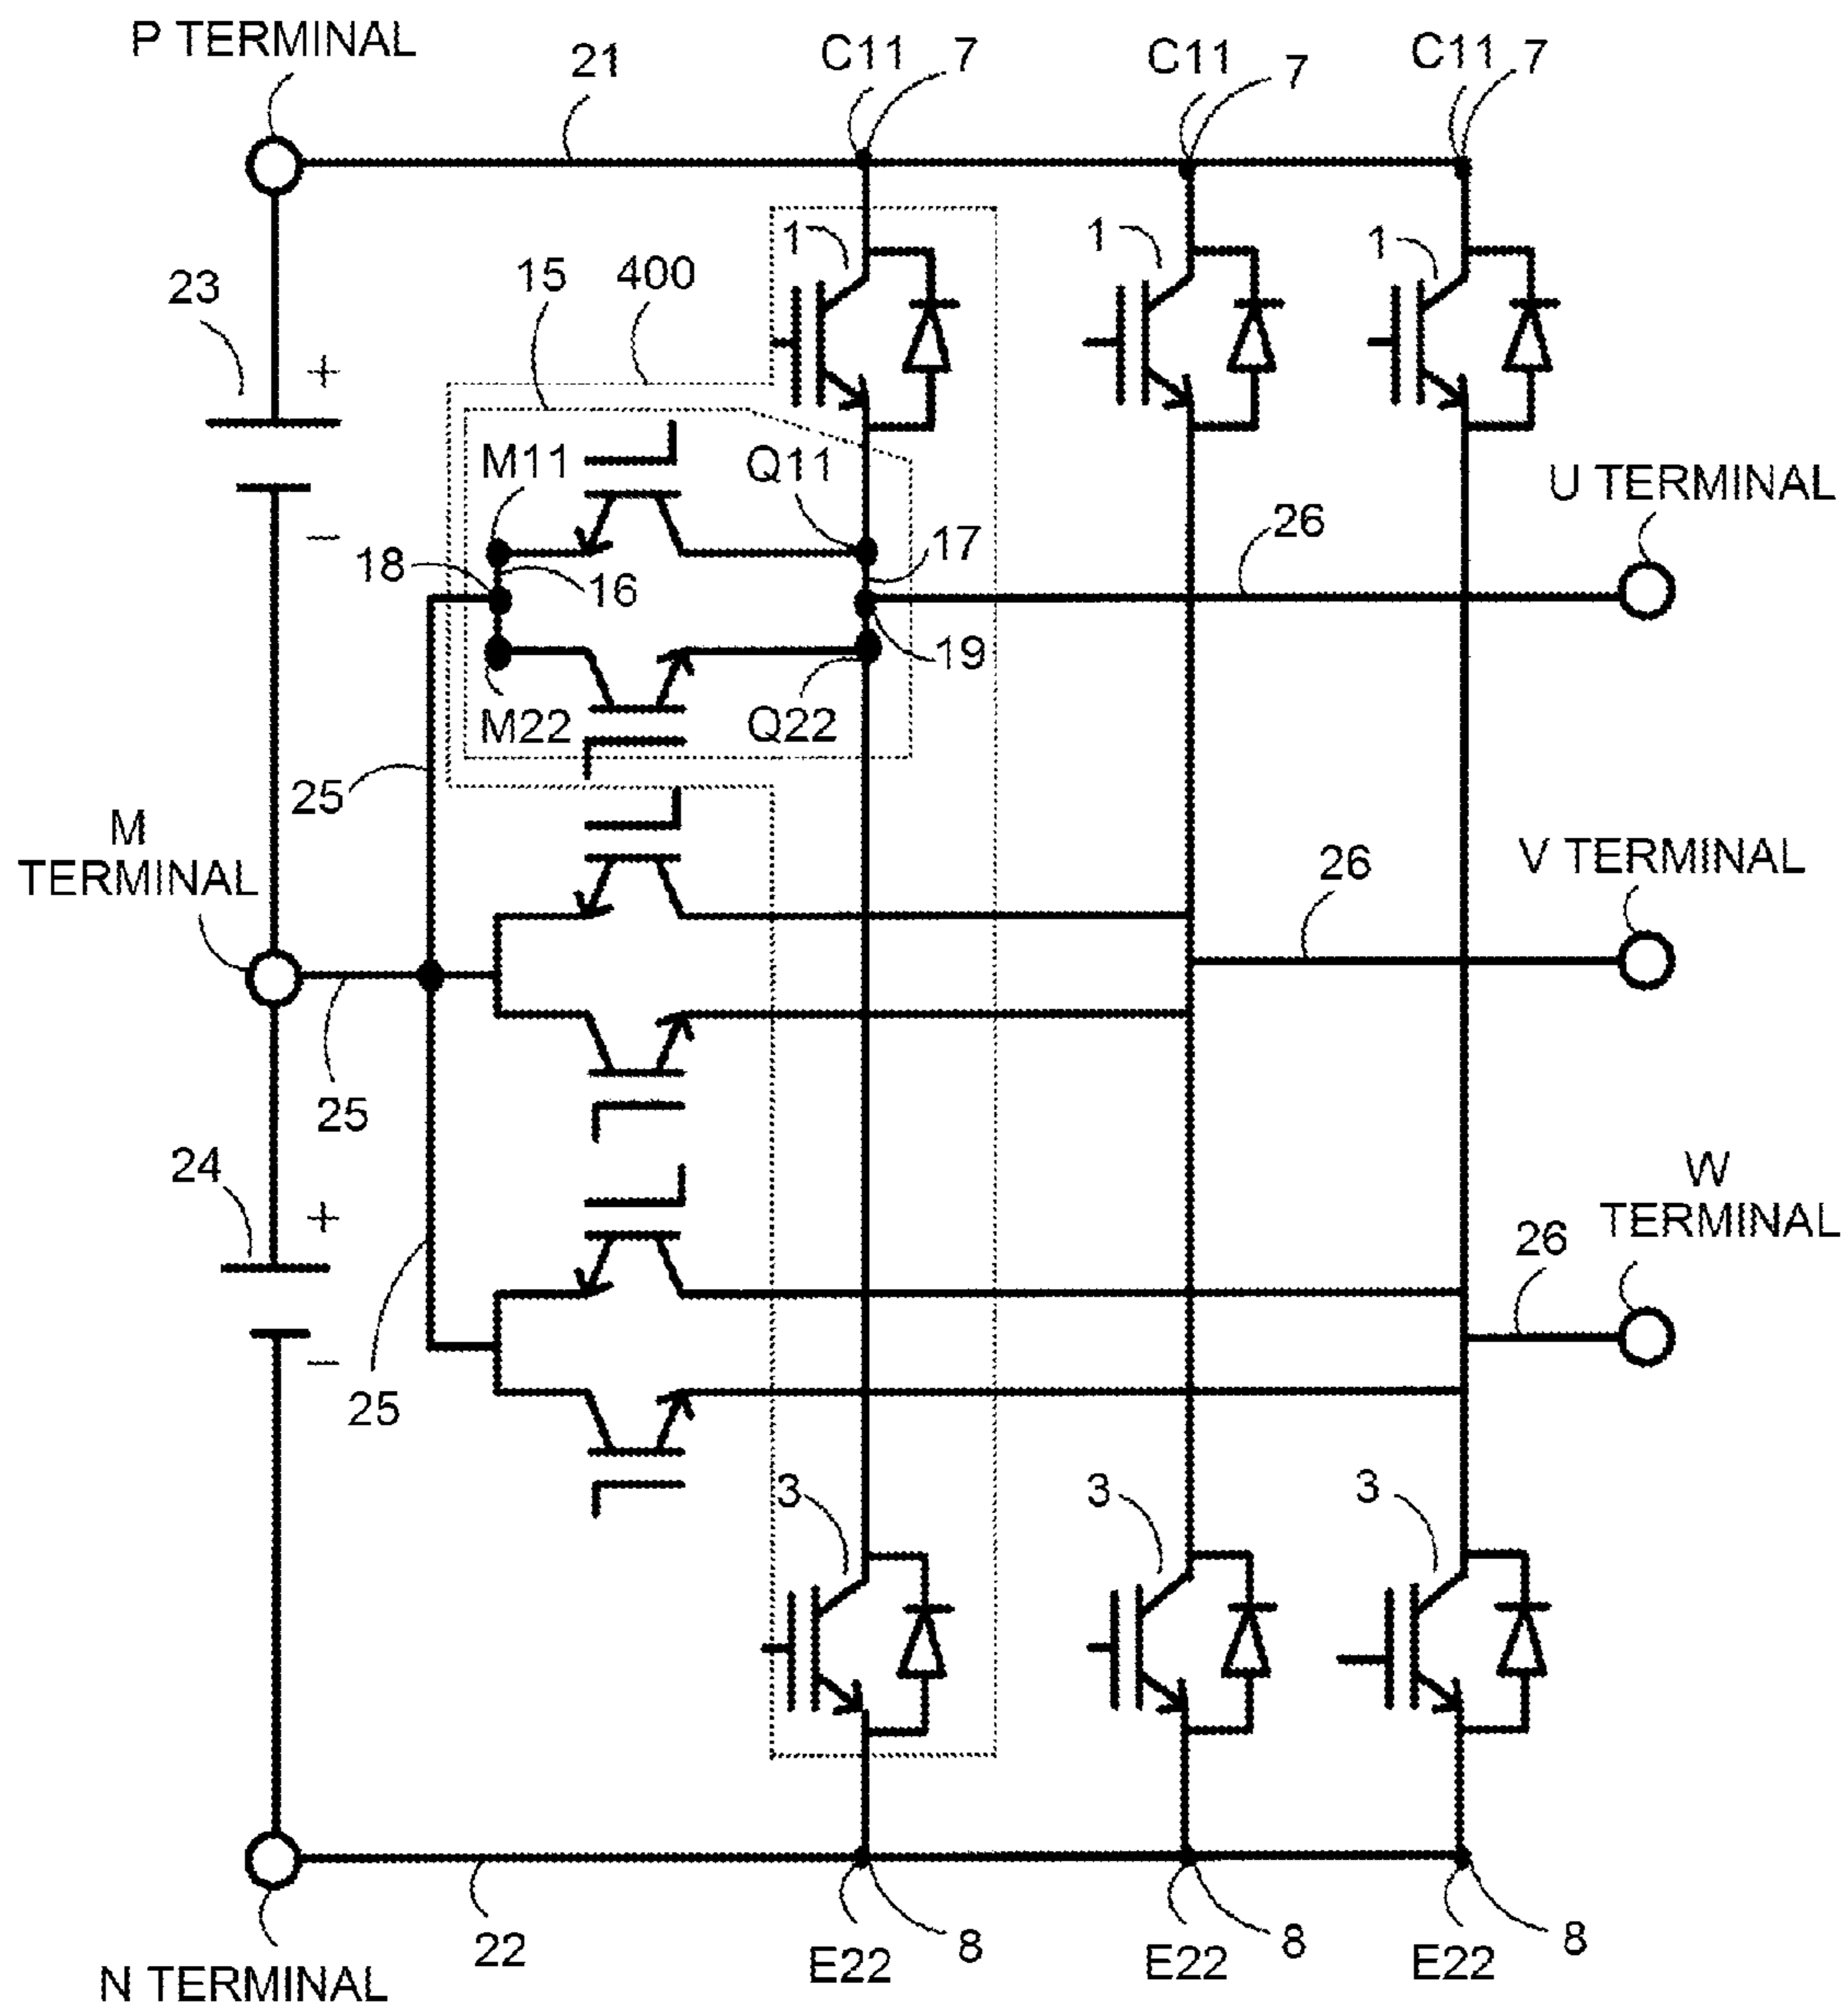 P TERMINAL
21
C11
7
C11
7
C11
7
1
1
1
15
400
23
+
−
M11
Q11
U TERMINAL
26
17
18
16
19
M22
Q22
25
M
TERMINAL
V TERMINAL
26
25
24
+
−
W
TERMINAL
26
25
3
3
3
22
N TERMINAL
E22
8
E22
8
E22
8